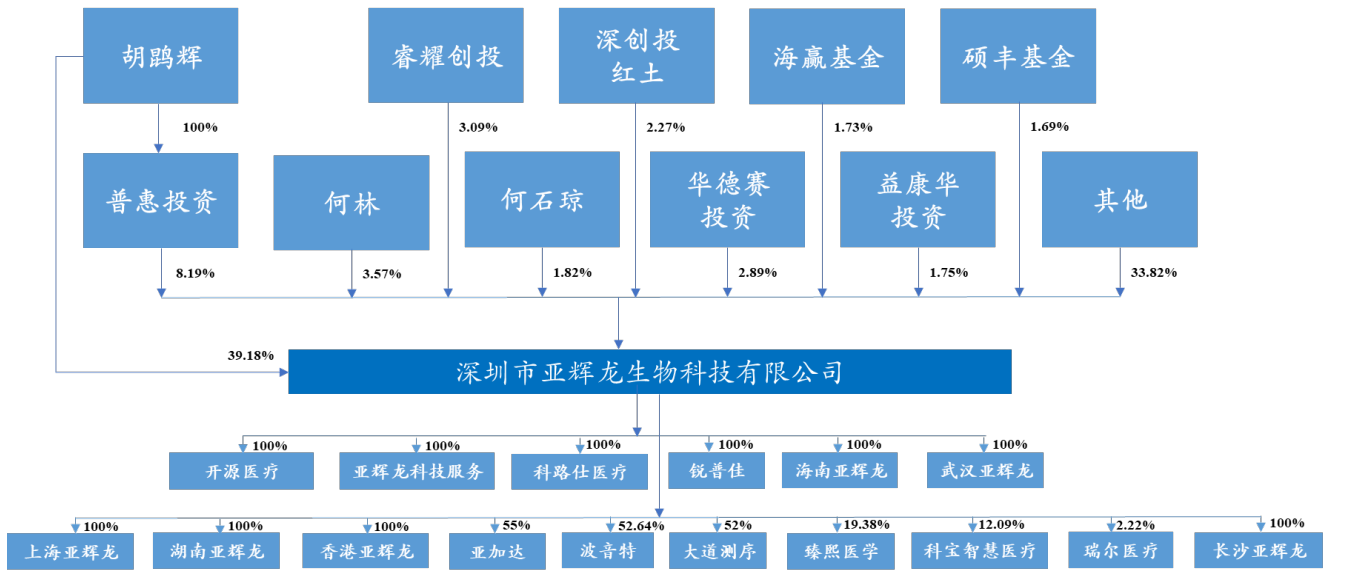 胡鹍辉
睿耀创投
深创投
红土
海赢基金
硕丰基金
100%
3.09%
2.27%
1.73%
1.69%
普惠投资
何林
何石琼
华德赛
投资
益康华
投资
其他
8.19%
3.57%
1.82%
2.89%
1.75%
33.82%
39.18%
深圳市亚辉龙生物科技有限公司
100%
100%
100%
100%
100%
100%
开源医疗
亚辉龙科技服务
科路仕医疗
锐普佳
海南亚辉龙
武汉亚辉龙
100%
100%
100%
55%
52.64%
52%
19.38%
12.09%
2.22%
100%
上海亚辉龙
湖南亚辉龙
香港亚辉龙
亚加达
波音特
大道测序
臻熙医学
科宝智慧医疗
瑞尔医疗
长沙亚辉龙